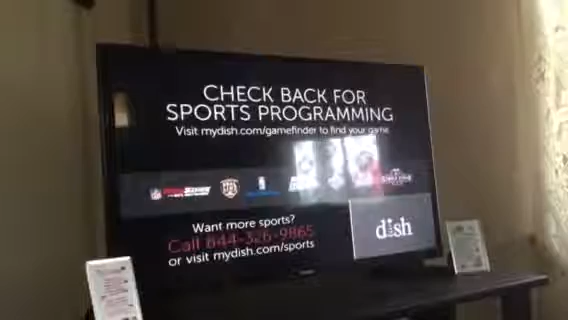 CHECK BACK FOR
SPORTS PROGRAMMING
Visit mydish.com/gamefinder to find your game
Want more sports?
Call 844-326-9865
or visit mydish.com/sports
dish